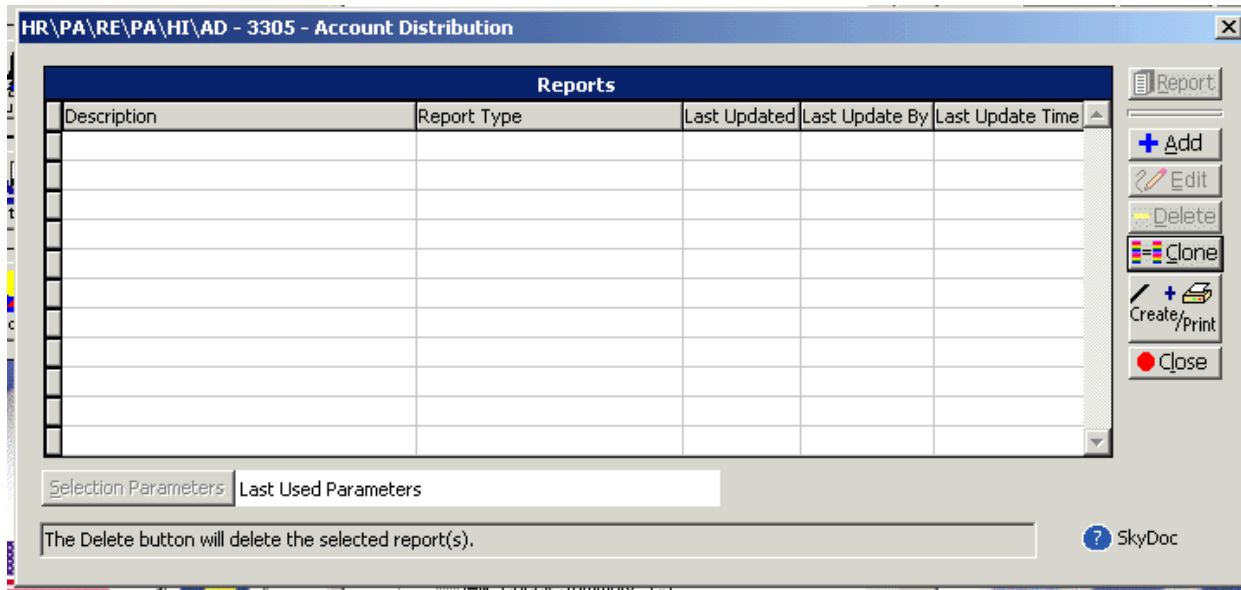 HR\PA\RE\PA\HI\AD - 3305 - Account Distribution
Reports
Report
Description Report Type Last Updated Last Update By Last Update Time
Add
Edit
Delete
Clone
Create/Print
Close
Selection Parameters Last Used Parameters
The Delete button will delete the selected report(s).
SkyDoc